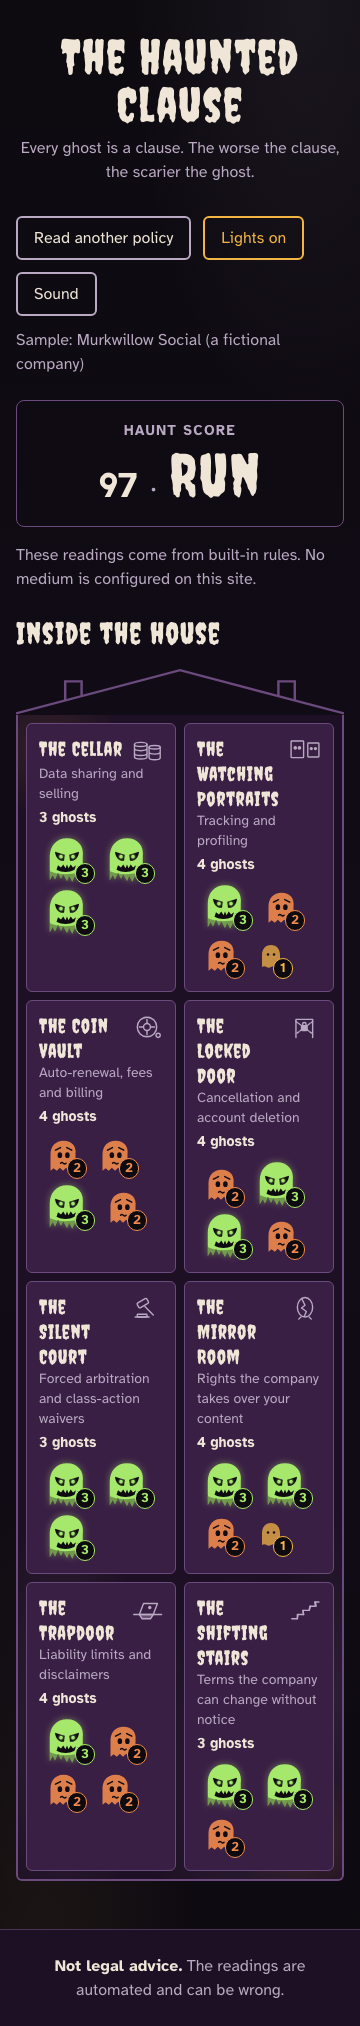 THE HAUNTED
CLAUSE
Every ghost is a clause. The worse the clause,
the scarier the ghost.
Read another policy
Lights on
Sound
Sample: Murkwillow Social (a fictional
company)
HAUNT SCORE
97 · RUN
These readings come from built-in rules. No
medium is configured on this site.
INSIDE THE HOUSE
THE CELLAR
Data sharing and
selling
3 ghosts
3 3
3
THE
WATCHING
PORTRAITS
Tracking and
profiling
4 ghosts
3 2
2 1
THE COIN
VAULT
Auto-renewal, fees
and billing
4 ghosts
2 2
3 2
THE
LOCKED
DOOR
Cancellation and
account deletion
4 ghosts
2 3
3 2
THE
SILENT
COURT
Forced arbitration
and class-action
waivers
3 ghosts
3 3
3
THE
MIRROR
ROOM
Rights the company
takes over your
content
4 ghosts
3 3
2 1
THE
TRAPDOOR
Liability limits and
disclaimers
4 ghosts
3 2
2 2
THE
SHIFTING
STAIRS
Terms the company
can change without
notice
3 ghosts
3 3
2
Not legal advice. The readings are
automated and can be wrong.